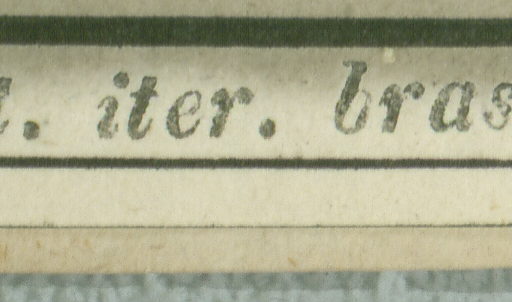 . iter. bras